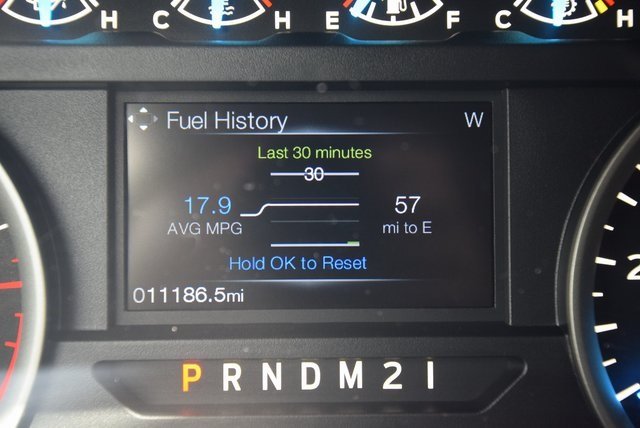 H C H E F C H
Fuel History W
Last 30 minutes
30
17.9 57
AVG MPG mi to E
Hold OK to Reset
011186.5mi
2
P R N D M 2 1